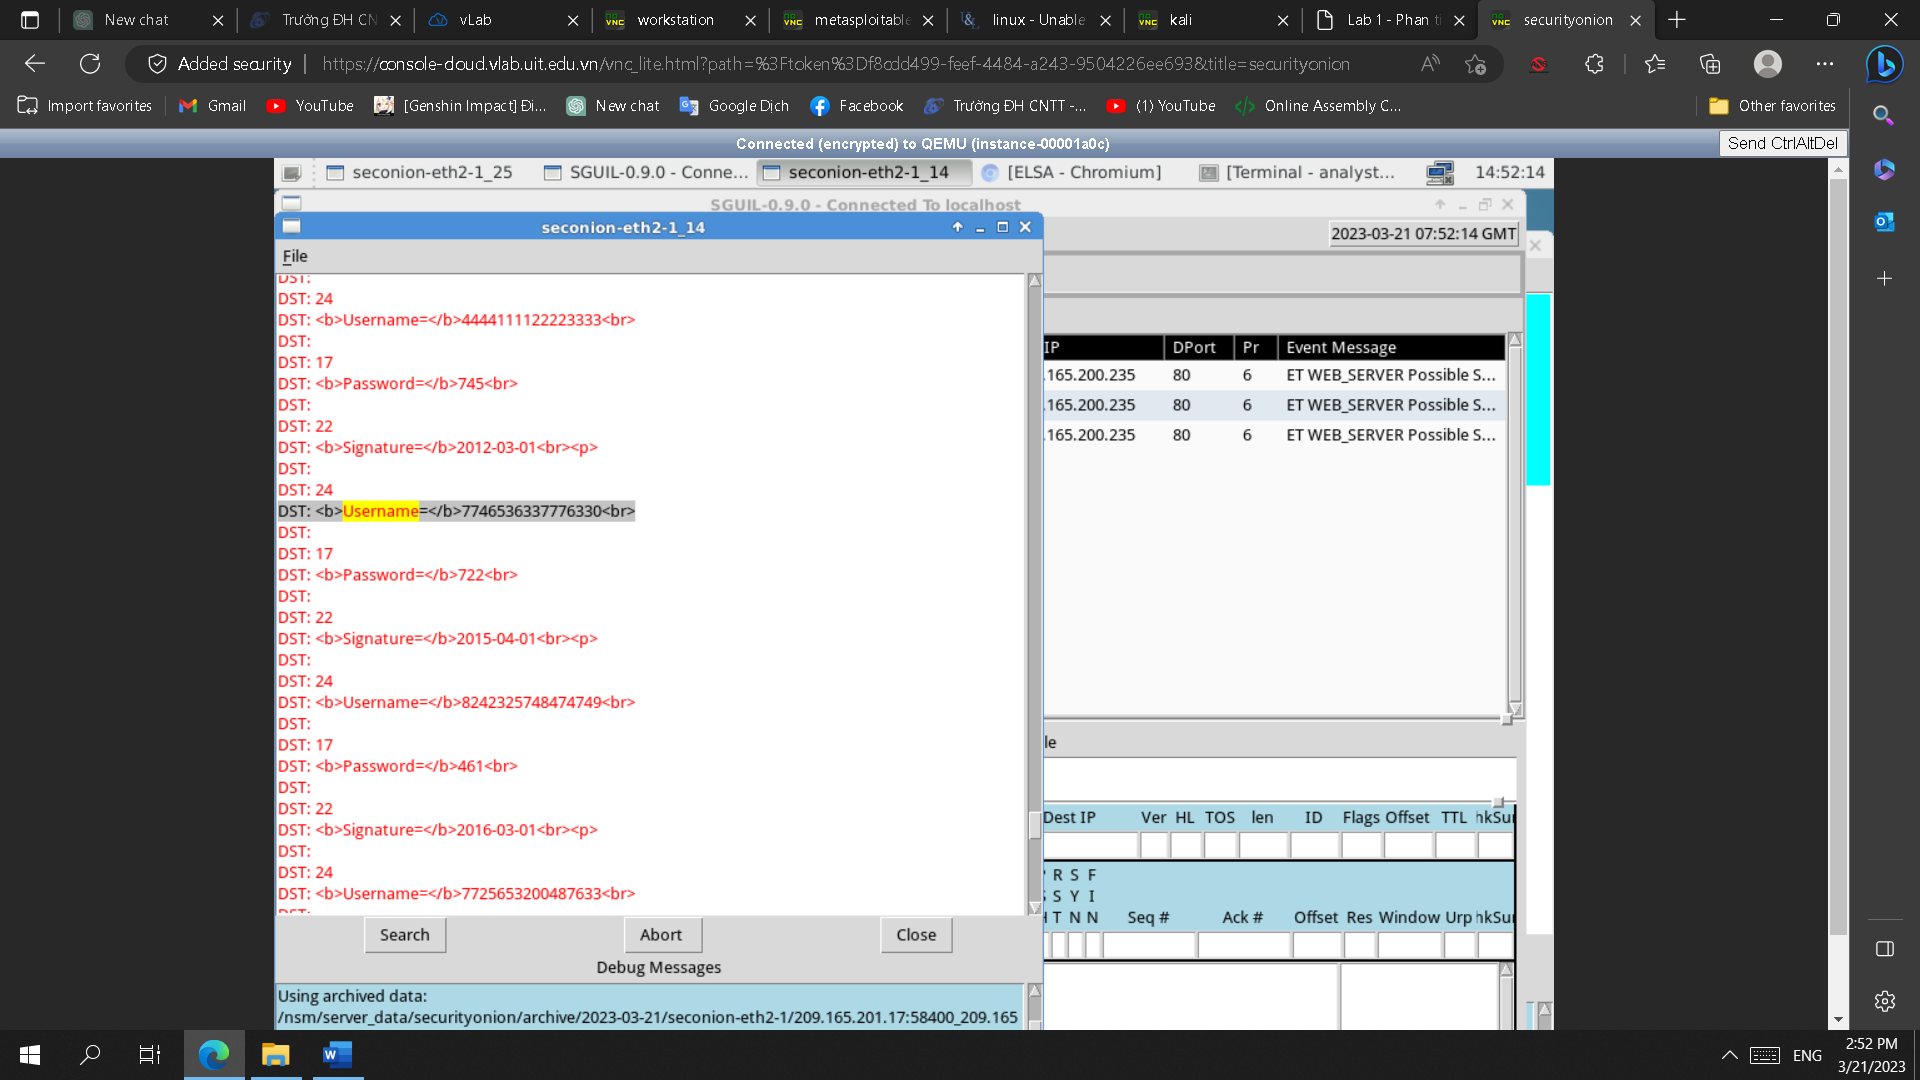 New chat
Trường ĐH CN
vLab
workstation
metasploitable
linux - Unable
kali
Lab 1 - Phan ti
securityonion
Added security
https://console-cloud.vlab.uit.edu.vn/vnc_lite.html?path=%3Ftoken%3Df8cdd499-feef-4484-a243-9504226ee693&title=securityonion
Import favorites
Gmail
YouTube
[Genshin Impact] Đi...
New chat
Google Dịch
Facebook
Trường ĐH CNTT -...
(1) YouTube
Online Assembly C...
Other favorites
Connected (encrypted) to QEMU (instance-00001a0c)
Send CtrlAltDel
seconion-eth2-1_25
SGUIL-0.9.0 - Conne...
seconion-eth2-1_14
[ELSA - Chromium]
[Terminal - analyst...
14:52:14
SGUIL-0.9.0 - Connected To localhost
seconion-eth2-1_14
2023-03-21 07:52:14 GMT
File
DST:
DST: 24
DST: <b>Username=</b>4444111122223333<br>
DST:
DST: 17
DST: <b>Password=</b>745<br>
DST:
DST: 22
DST: <b>Signature=</b>2012-03-01<br><p>
DST:
DST: 24
DST: <b>Username=</b>7746536337776330<br>
DST:
DST: 17
DST: <b>Password=</b>722<br>
DST:
DST: 22
DST: <b>Signature=</b>2015-04-01<br><p>
DST:
DST: 24
DST: <b>Username=</b>8242325748474749<br>
DST:
DST: 17
DST: <b>Password=</b>461<br>
DST:
DST: 22
DST: <b>Signature=</b>2016-03-01<br><p>
DST:
DST: 24
DST: <b>Username=</b>7725653200487633<br>
DST:
Search
Abort
Close
Debug Messages
Using archived data:
/nsm/server_data/securityonion/archive/2023-03-21/seconion-eth2-1/209.165.201.17:58400_209.165
IP DPort Pr Event Message
.165.200.235 80 6 ET WEB_SERVER Possible S...
.165.200.235 80 6 ET WEB_SERVER Possible S...
.165.200.235 80 6 ET WEB_SERVER Possible S...
le
Dest IP Ver HL TOS len ID Flags Offset TTL hkSu
R S F
S Y I
T N N Seq # Ack # Offset Res Window Urp hkSu
ENG
2:52 PM
3/21/2023